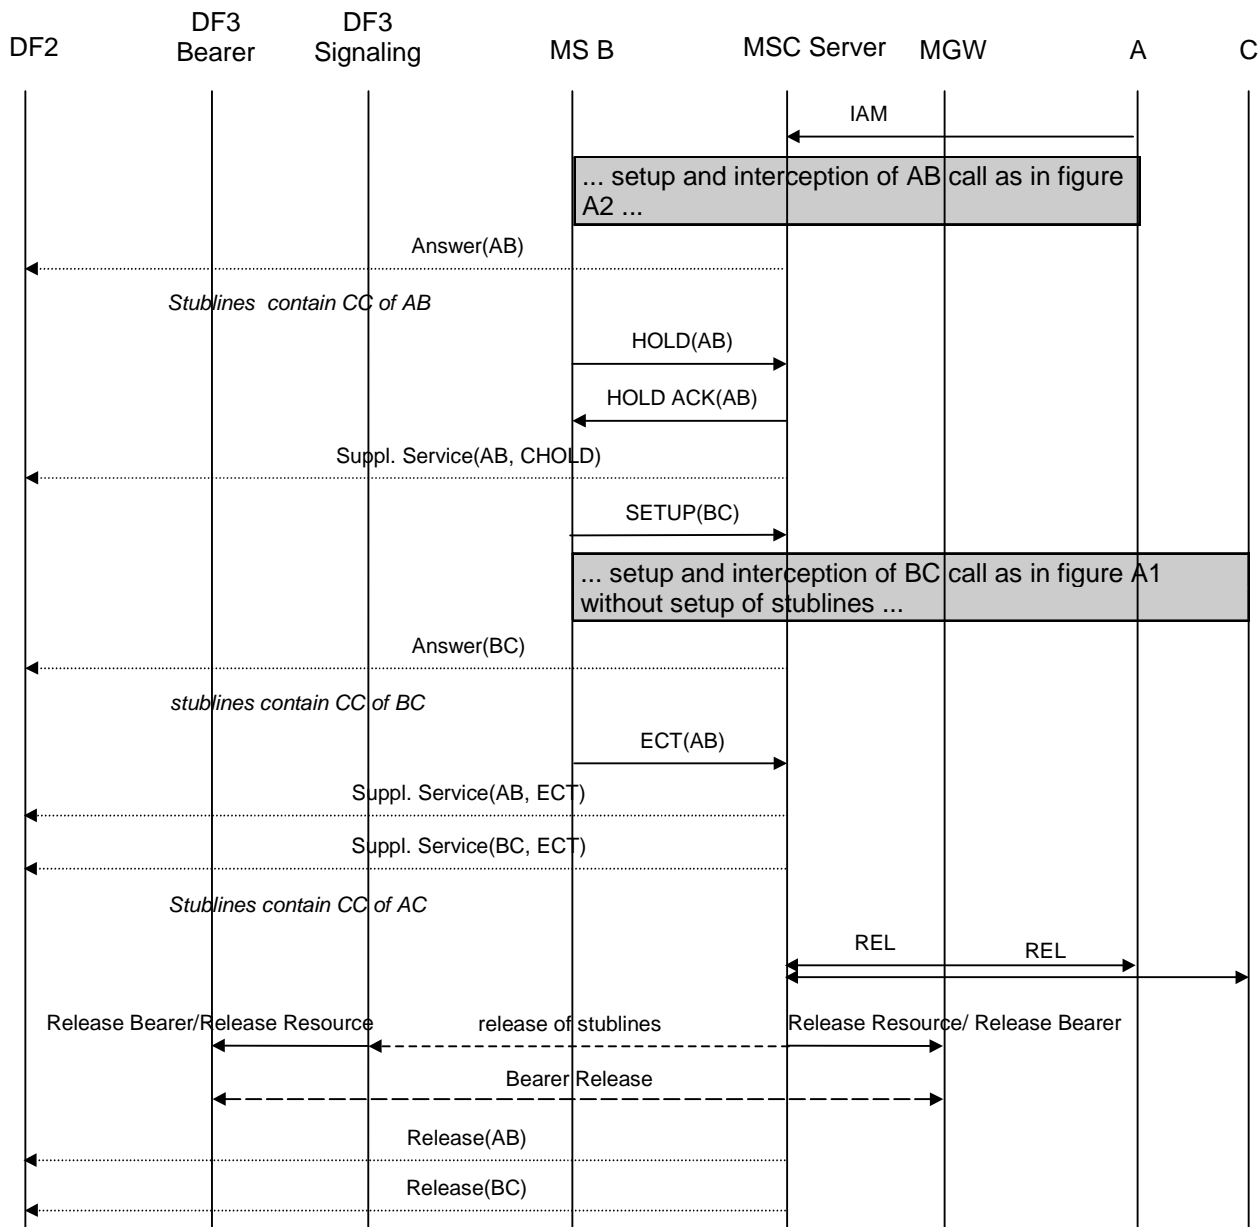 DF2
DF3
Bearer
DF3
Signaling
MS B
MSC Server
MGW
A
C
IAM
... setup and interception of AB call as in figure
A2 ...
Answer(AB)
Stublines contain CC of AB
HOLD(AB)
HOLD ACK(AB)
Suppl. Service(AB, CHOLD)
SETUP(BC)
... setup and interception of BC call as in figure A1
without setup of stublines ...
Answer(BC)
stublines contain CC of BC
ECT(AB)
Suppl. Service(AB, ECT)
Suppl. Service(BC, ECT)
Stublines contain CC of AC
REL
REL
Release Bearer/Release Resource
release of stublines
Release Resource/ Release Bearer
Bearer Release
Release(AB)
Release(BC)